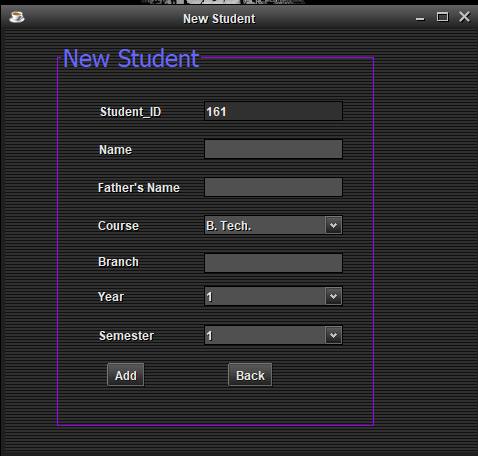 New Student
New Student
Student_ID 161
Name
Father's Name
Course B. Tech.
Branch
Year 1
Semester 1
Add Back